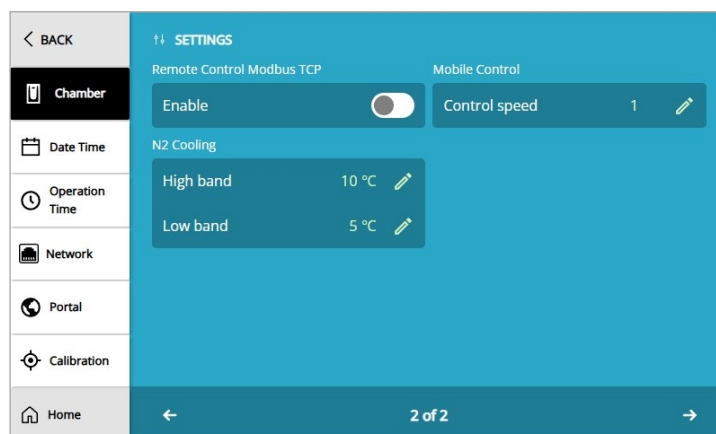 BACK
Chamber
Date Time
Operation
Time
Network
Portal
Calibration
Home
SETTINGS
Remote Control Modbus TCP
Enable
Mobile Control
Control speed 1
N2 Cooling
High band 10 °C
Low band 5 °C
2 of 2